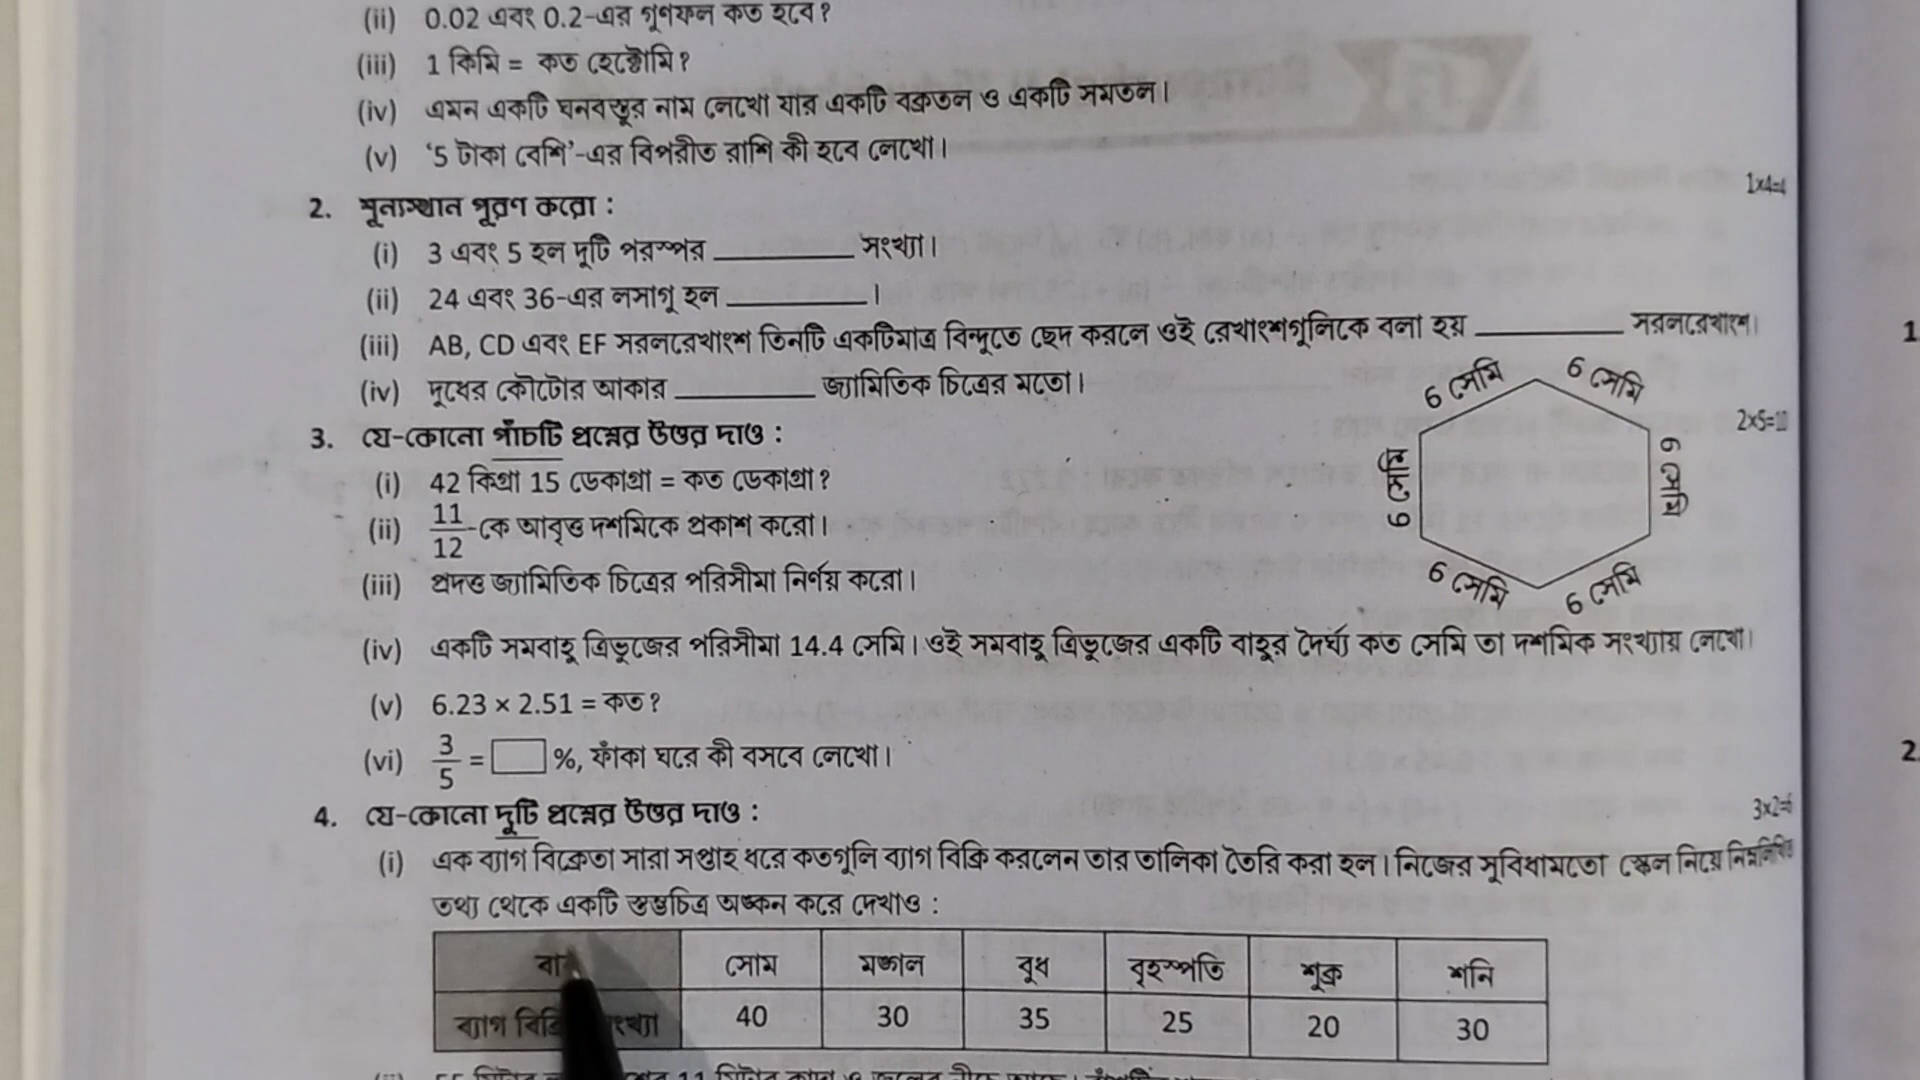 (ii) 0.02 এবং 0.2-এর গুণফল কত হবে?
(iii) 1 কিমি = কত হেক্টোমি?
(iv) এমন একটি ঘনবস্তুর নাম লেখো যার একটি বক্রতল ও একটি সমতল।
(v) ‘5 টাকা বেশি’-এর বিপরীত রাশি কী হবে লেখো।
2. শূন্যস্থান পূরণ করো : 1x4=4
(i) 3 এবং 5 হল দুটি পরস্পর ________ সংখ্যা।
(ii) 24 এবং 36-এর লসাগু হল ________।
(iii) AB, CD এবং EF সরলরেখাংশ তিনটি একটিমাত্র বিন্দুতে ছেদ করলে ওই রেখাংশগুলিকে বলা হয় ________ সরলরেখাংশ।
(iv) দুধের কৌটোর আকার ________ জ্যামিতিক চিত্রের মতো।
3. যে-কোনো পাঁচটি প্রশ্নের উত্তর দাও : 2x5=10
(i) 42 কিগ্রা 15 ডেকাগ্রা = কত ডেকাগ্রা?
(ii) 11/12-কে আবৃত্ত দশমিকে প্রকাশ করো।
(iii) প্রদত্ত জ্যামিতিক চিত্রের পরিসীমা নির্ণয় করো।
6 সেমি
6 সেমি
6 সেমি
6 সেমি
6 সেমি
6 সেমি
(iv) একটি সমবাহু ত্রিভুজের পরিসীমা 14.4 সেমি। ওই সমবাহু ত্রিভুজের একটি বাহুর দৈর্ঘ্য কত সেমি তা দশমিক সংখ্যায় লেখো।
(v) 6.23 × 2.51 = কত?
(vi) 3/5 = □ %, ফাঁকা ঘরে কী বসবে লেখো।
4. যে-কোনো দুটি প্রশ্নের উত্তর দাও : 3x2=6
(i) এক ব্যাগ বিক্রেতা সারা সপ্তাহ ধরে কতগুলি ব্যাগ বিক্রি করলেন তার তালিকা তৈরি করা হল। নিজের সুবিধামতো স্কেল নিয়ে নিম্নলিখিত
তথ্য থেকে একটি স্তম্ভচিত্র অঙ্কন করে দেখাও :
সোম মঙ্গল বুধ বৃহস্পতি শুক্র শনি
ব্যাগ 40 30 35 25 20 30
1.
2.